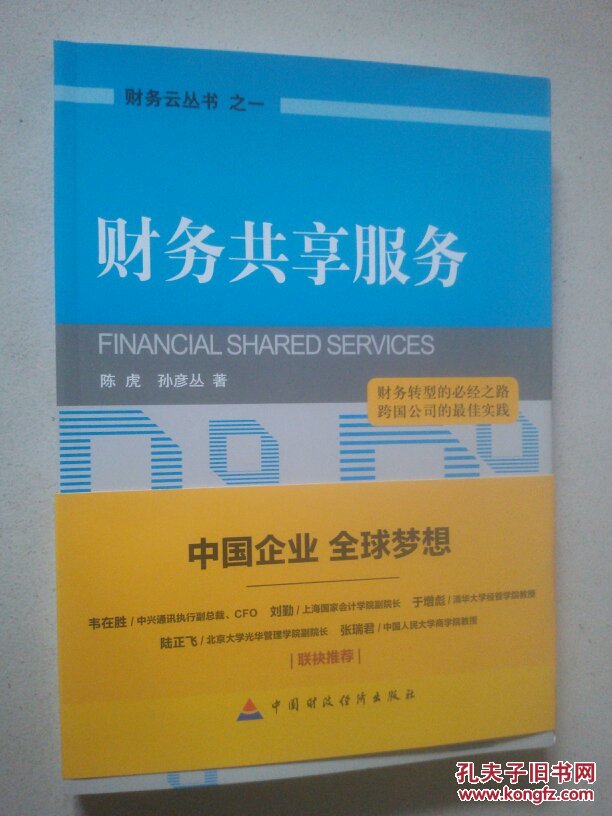 财务云丛书 之一
财务共享服务
FINANCIAL SHARED SERVICES
陈 虎 孙彦丛 著
财务转型的必经之路
跨国公司的最佳实践
中国企业 全球梦想
韦在胜/中兴通讯执行副总裁、CFO 刘勤/上海国家会计学院副院长 于增彪/清华大学经管学院教授
陆正飞/北京大学光华管理学院副院长 张瑞君/中国人民大学商学院教授
|联袂推荐|
中国财政经济出版社
孔夫子旧书网
www.kongfz.com